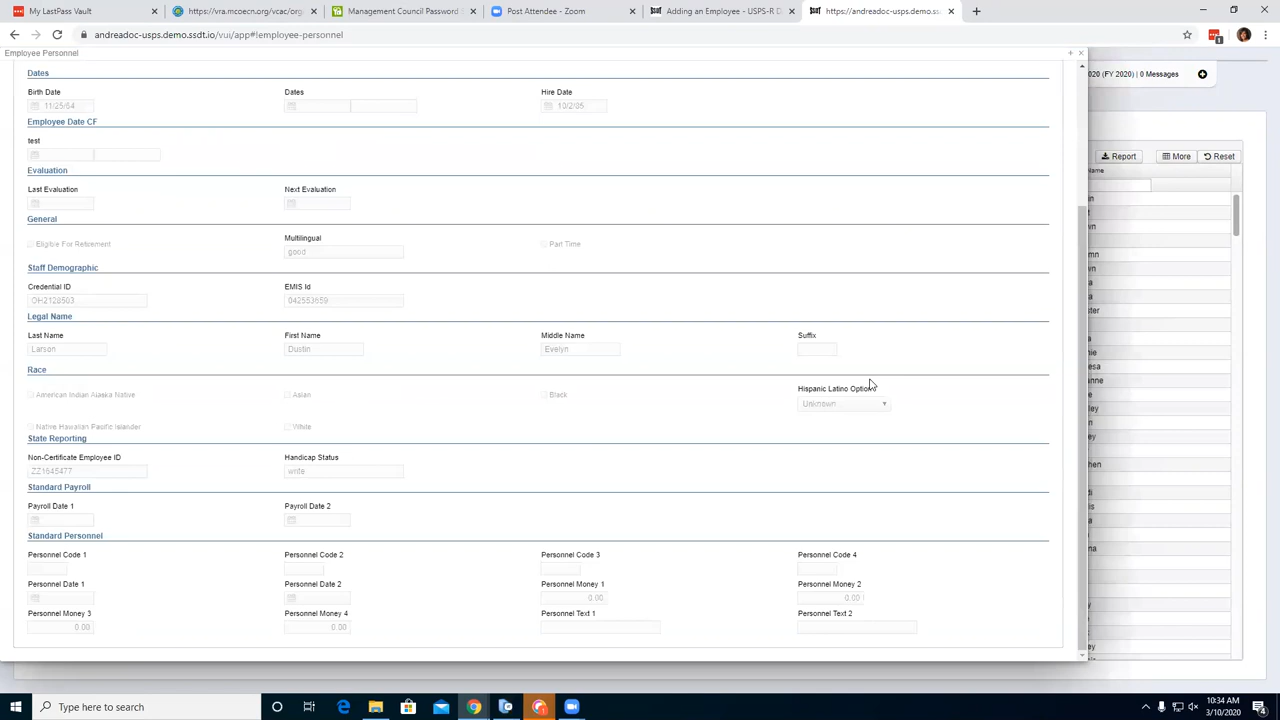 My LastPass Vault
https://vra.mcoecn.org/vcac/org/
Management Council Password
Post Attendee - Zoom
Adding an Employee - USPS-R D
https://andreadoc-usps.demo.ssdt
andreadoc-usps.demo.ssdt.io/vui/app#!employee-personnel
Employee Personnel
2020 (FY 2020) | 0 Messages
Dates
Birth Date Dates Hire Date
11/25/64 10/2/85
Employee Date CF
test
Evaluation
Last Evaluation Next Evaluation
General
Eligible For Retirement Multilingual Part Time
good
Staff Demographic
Credential ID EMIS Id
OH2128503 042553659
Legal Name
Last Name First Name Middle Name Suffix
Larson Dustin Evelyn
Race
American Indian Alaska Native Asian Black Hispanic Latino Option
Unknown
Native Hawaiian Pacific Islander White
State Reporting
Non-Certificate Employee ID Handicap Status
ZZ1645477 write
Standard Payroll
Payroll Date 1 Payroll Date 2
Standard Personnel
Personnel Code 1 Personnel Code 2 Personnel Code 3 Personnel Code 4
Personnel Date 1 Personnel Date 2 Personnel Money 1 Personnel Money 2
0.00 0.00
Personnel Money 3 Personnel Money 4 Personnel Text 1 Personnel Text 2
0.00 0.00
Report More Reset
Name
Type here to search
10:34 AM
3/10/2020